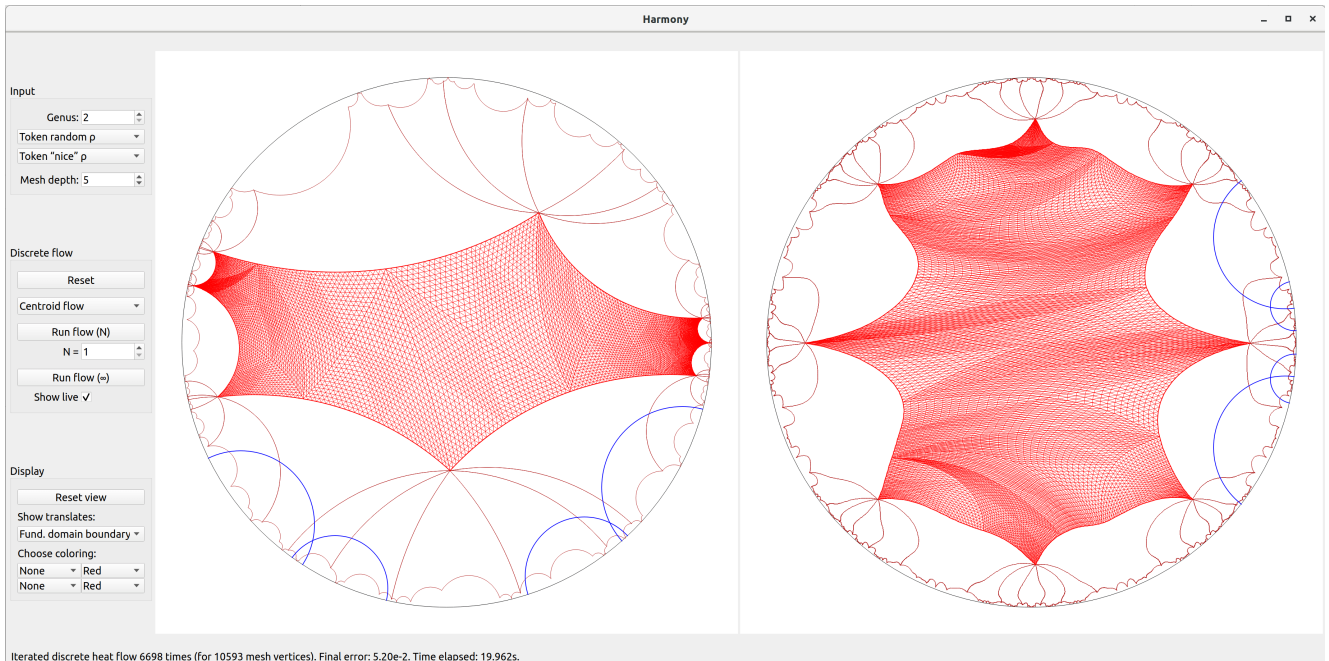 Harmony
Input
Genus: 2
Token random ρ
Token "nice" ρ
Mesh depth: 5
Discrete flow
Reset
Centroid flow
Run flow (N)
N = 1
Run flow (∞)
Show live ✓
Display
Reset view
Show translates:
Fund. domain boundary
Choose coloring:
None Red
None Red
Iterated discrete heat flow 6698 times (for 10593 mesh vertices). Final error: 5.20e-2. Time elapsed: 19.962s.